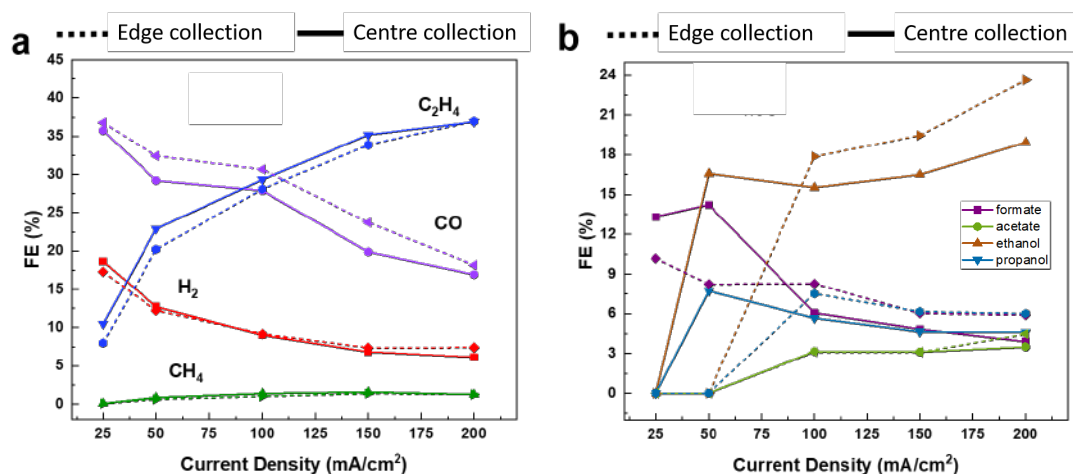 Edge collection
Centre collection
a
45
40
35
30
25
20
15
10
5
0
FE (%)
C₂H₄
CO
H₂
CH₄
25 50 75 100 125 150 175 200
Current Density (mA/cm²)
Edge collection
Centre collection
b
24
21
18
15
12
9
6
3
0
FE (%)
formate
acetate
ethanol
propanol
25 50 75 100 125 150 175 200
Current Density (mA/cm²)